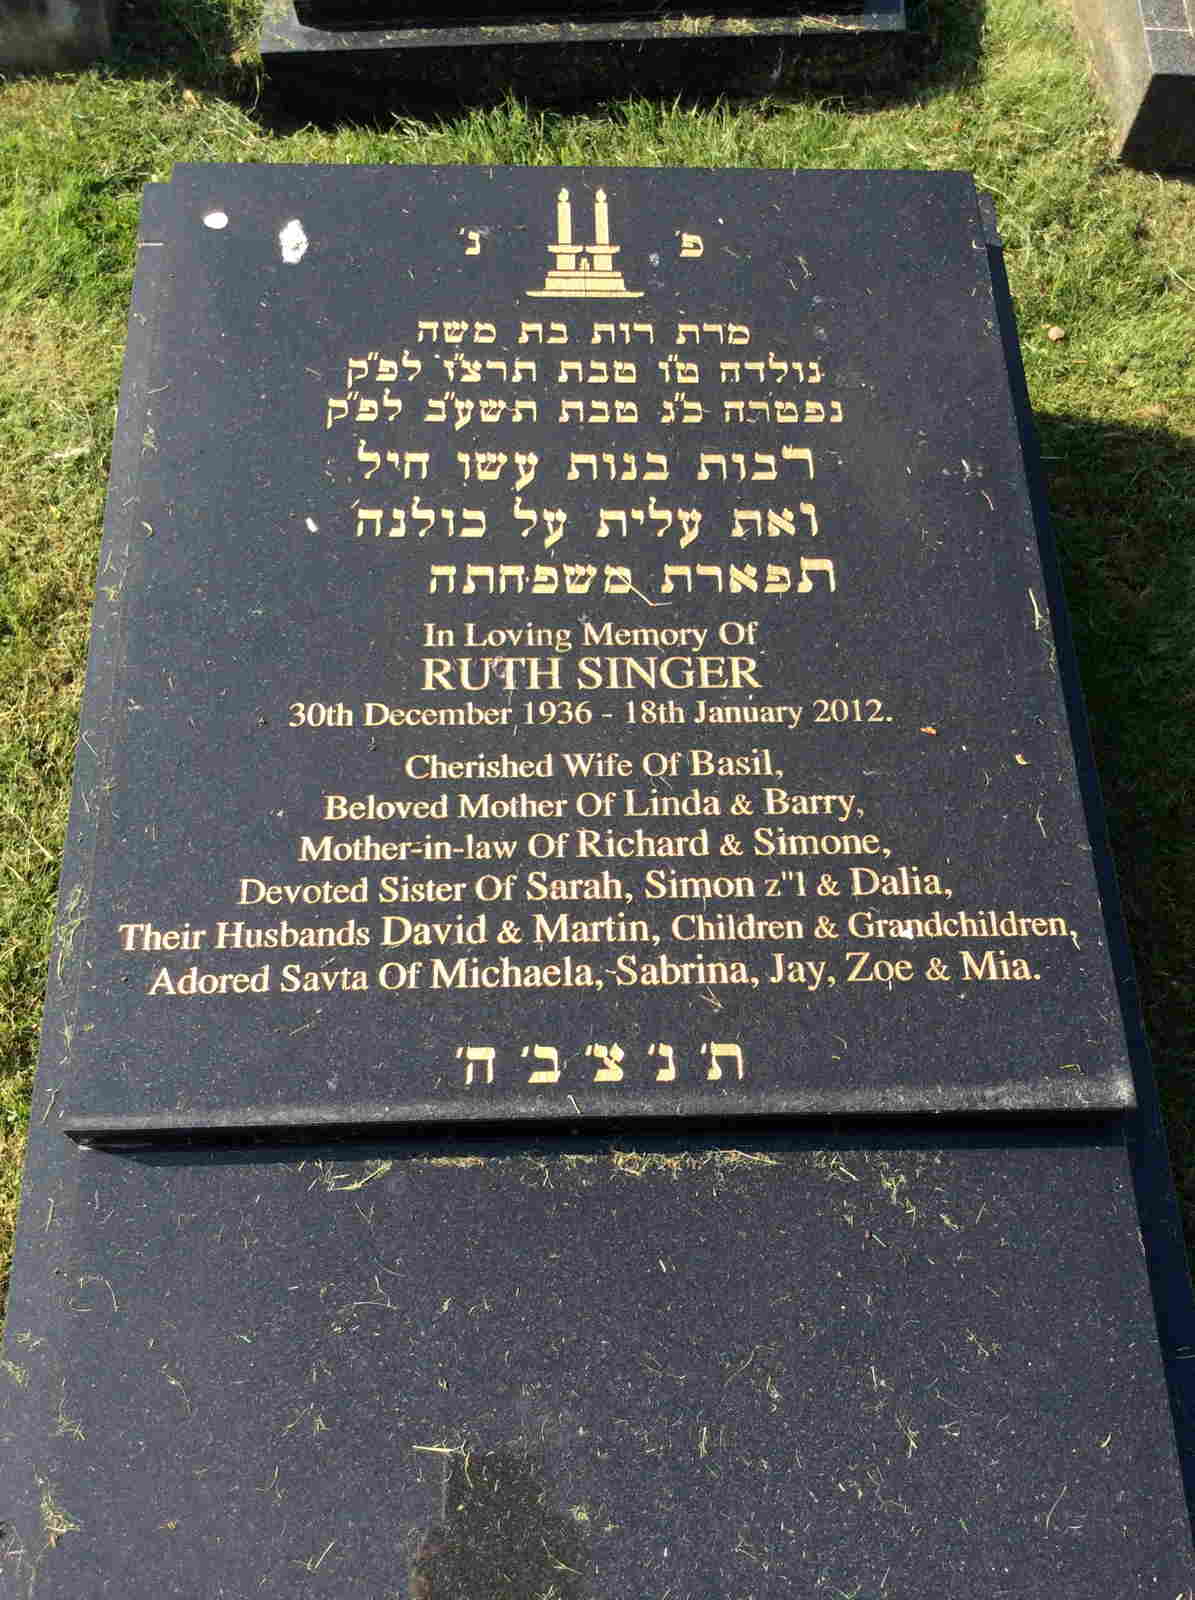 פ' נ'
מרת רות בת משה
נולדה ט"ו טבת תרצ"ז לפ"ק
נפטרה כ"ג טבת תשע"ב לפ"ק
רבות בנות עשו חיל
ואת עלית על כולנה
תפארת משפחתה
In Loving Memory Of
RUTH SINGER
30th December 1936 - 18th January 2012.
Cherished Wife Of Basil,
Beloved Mother Of Linda & Barry,
Mother-in-law Of Richard & Simone,
Devoted Sister Of Sarah, Simon z"l & Dalia,
Their Husbands David & Martin, Children & Grandchildren,
Adored Savta Of Michaela, Sabrina, Jay, Zoe & Mia.
ת' נ' צ' ב' ה'